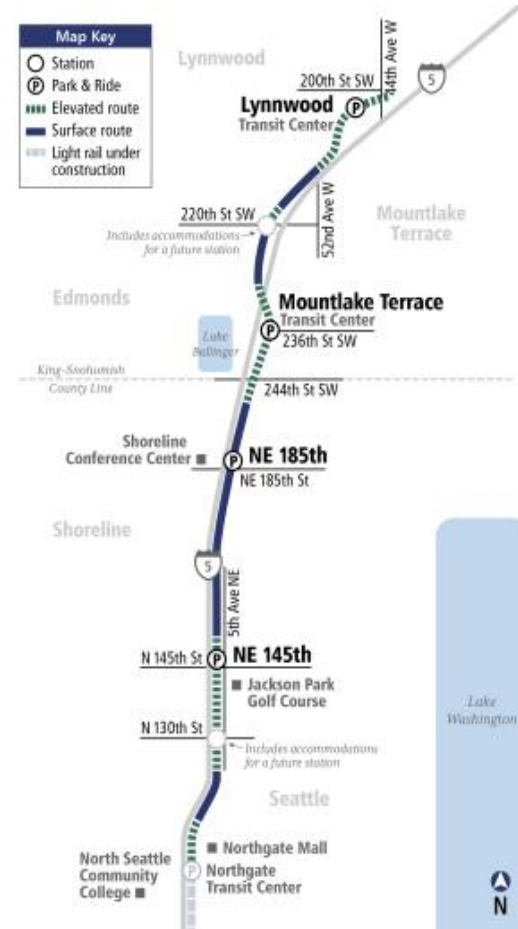 Map Key
Station
P Park & Ride
Elevated route
Surface route
Light rail under
construction
Lynnwood
44th Ave W
5
200th St SW
P
Lynnwood
Transit Center
220th St SW
Includes accommodations
for a future station
52nd Ave W
Mountlake
Terrace
Edmonds
Mountlake Terrace
Transit Center
P
236th St SW
Lake
Ballinger
King-Snohomish
County Line
244th St SW
Shoreline
Conference Center
P NE 185th
NE 185th St
Shoreline
5
5th Ave NE
N 145th St P NE 145th
Jackson Park
Golf Course
N 130th St
Includes accommodations
for a future station
Lake
Washington
Seattle
Northgate Mall
North Seattle
Community
College
P Northgate
Transit Center
N